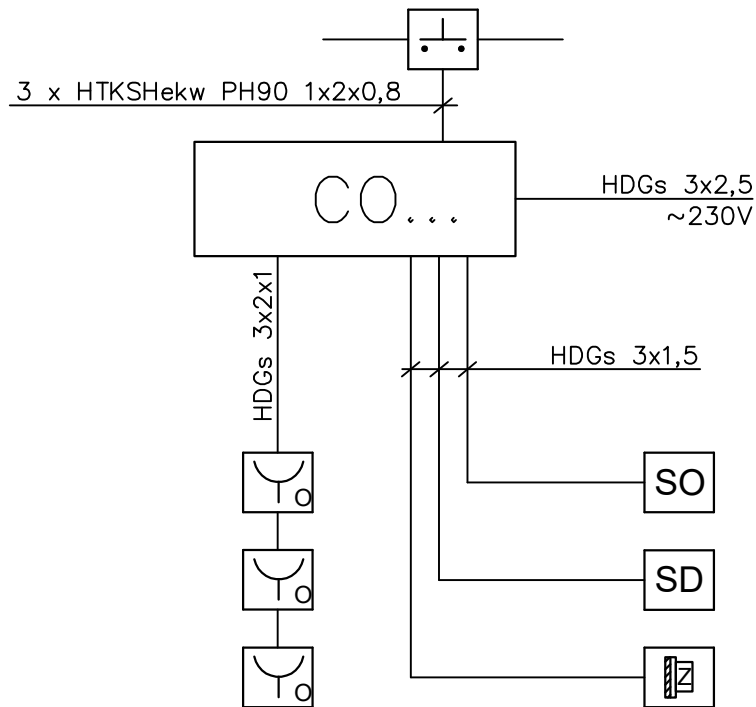 3 x HTKSHekw PH90 1x2x0,8
CO...
HDGs 3x2,5
~230V
HDGs 3x2x1
HDGs 3x1,5
O
SO
O
SD
O
Z